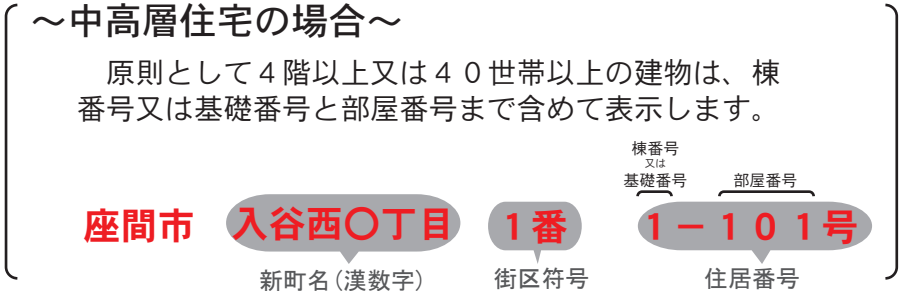 ～中高層住宅の場合～
原則として４階以上又は４０世帯以上の建物は、棟
番号又は基礎番号と部屋番号まで含めて表示します。
棟番号
又は
基礎番号
部屋番号
座間市 入谷西〇丁目 １番 １－１０１号
新町名(漢数字) 街区符号 住居番号